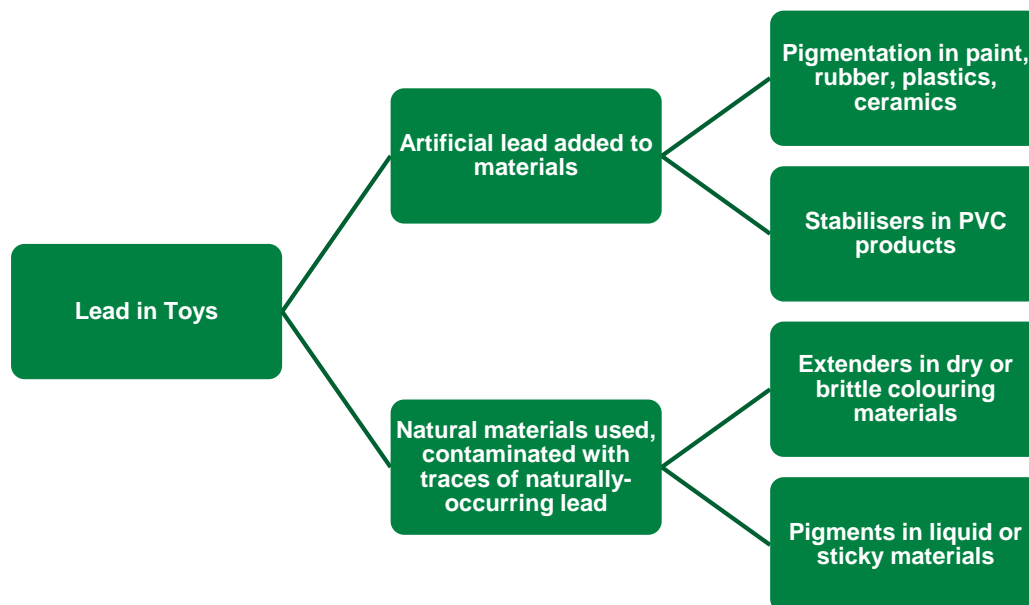 Lead in Toys
Artificial lead added to
materials
Natural materials used,
contaminated with
traces of naturally-
occurring lead
Pigmentation in paint,
rubber, plastics,
ceramics
Stabilisers in PVC
products
Extenders in dry or
brittle colouring
materials
Pigments in liquid or
sticky materials